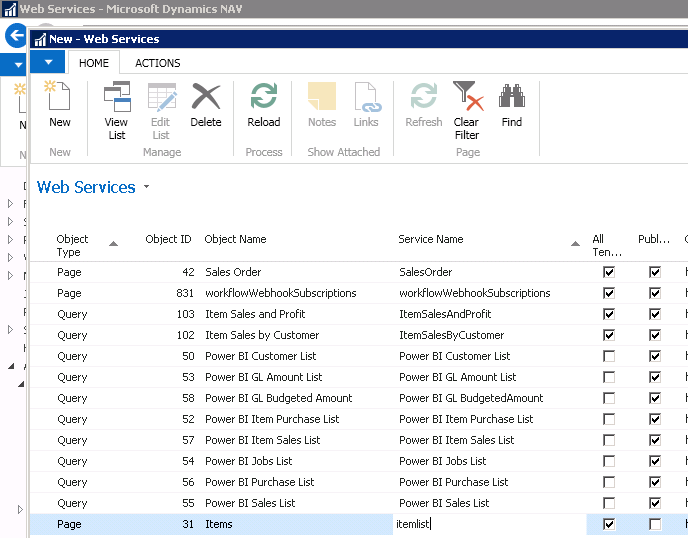 Web Services - Microsoft Dynamics NAV
New - Web Services
HOME ACTIONS
New View List Edit List Delete Reload Notes Links Refresh Clear Filter Find
New Manage Process Show Attached Page
Web Services
Object Type Object ID Object Name Service Name All Ten... Publ...
Page 42 Sales Order SalesOrder
Page 831 workflowWebhookSubscriptions workflowWebhookSubscriptions
Query 103 Item Sales and Profit ItemSalesAndProfit
Query 102 Item Sales by Customer ItemSalesByCustomer
Query 50 Power BI Customer List Power BI Customer List
Query 53 Power BI GL Amount List Power BI GL Amount List
Query 58 Power BI GL Budgeted Amount Power BI GL BudgetedAmount
Query 52 Power BI Item Purchase List Power BI Item Purchase List
Query 57 Power BI Item Sales List Power BI Item Sales List
Query 54 Power BI Jobs List Power BI Jobs List
Query 56 Power BI Purchase List Power BI Purchase List
Query 55 Power BI Sales List Power BI Sales List
Page 31 Items itemlist